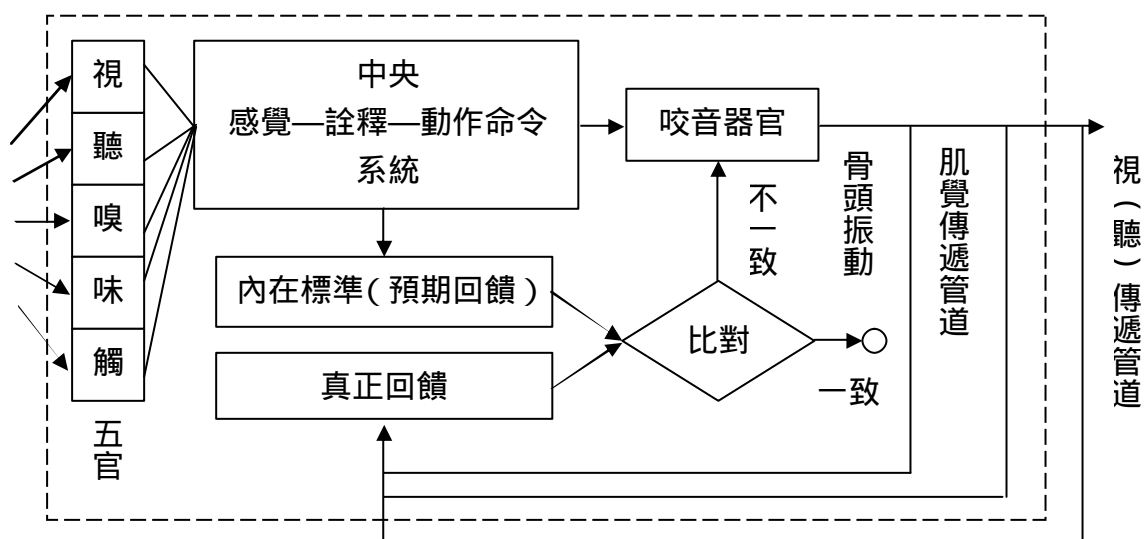 視
聽
嗅
味
觸
五官
中央
感覺—詮釋—動作命令
系統
咬音器官
內在標準(預期回饋)
真正回饋
比對
不一致
一致
骨頭振動
肌覺傳遞管道
視(聽)傳遞管道